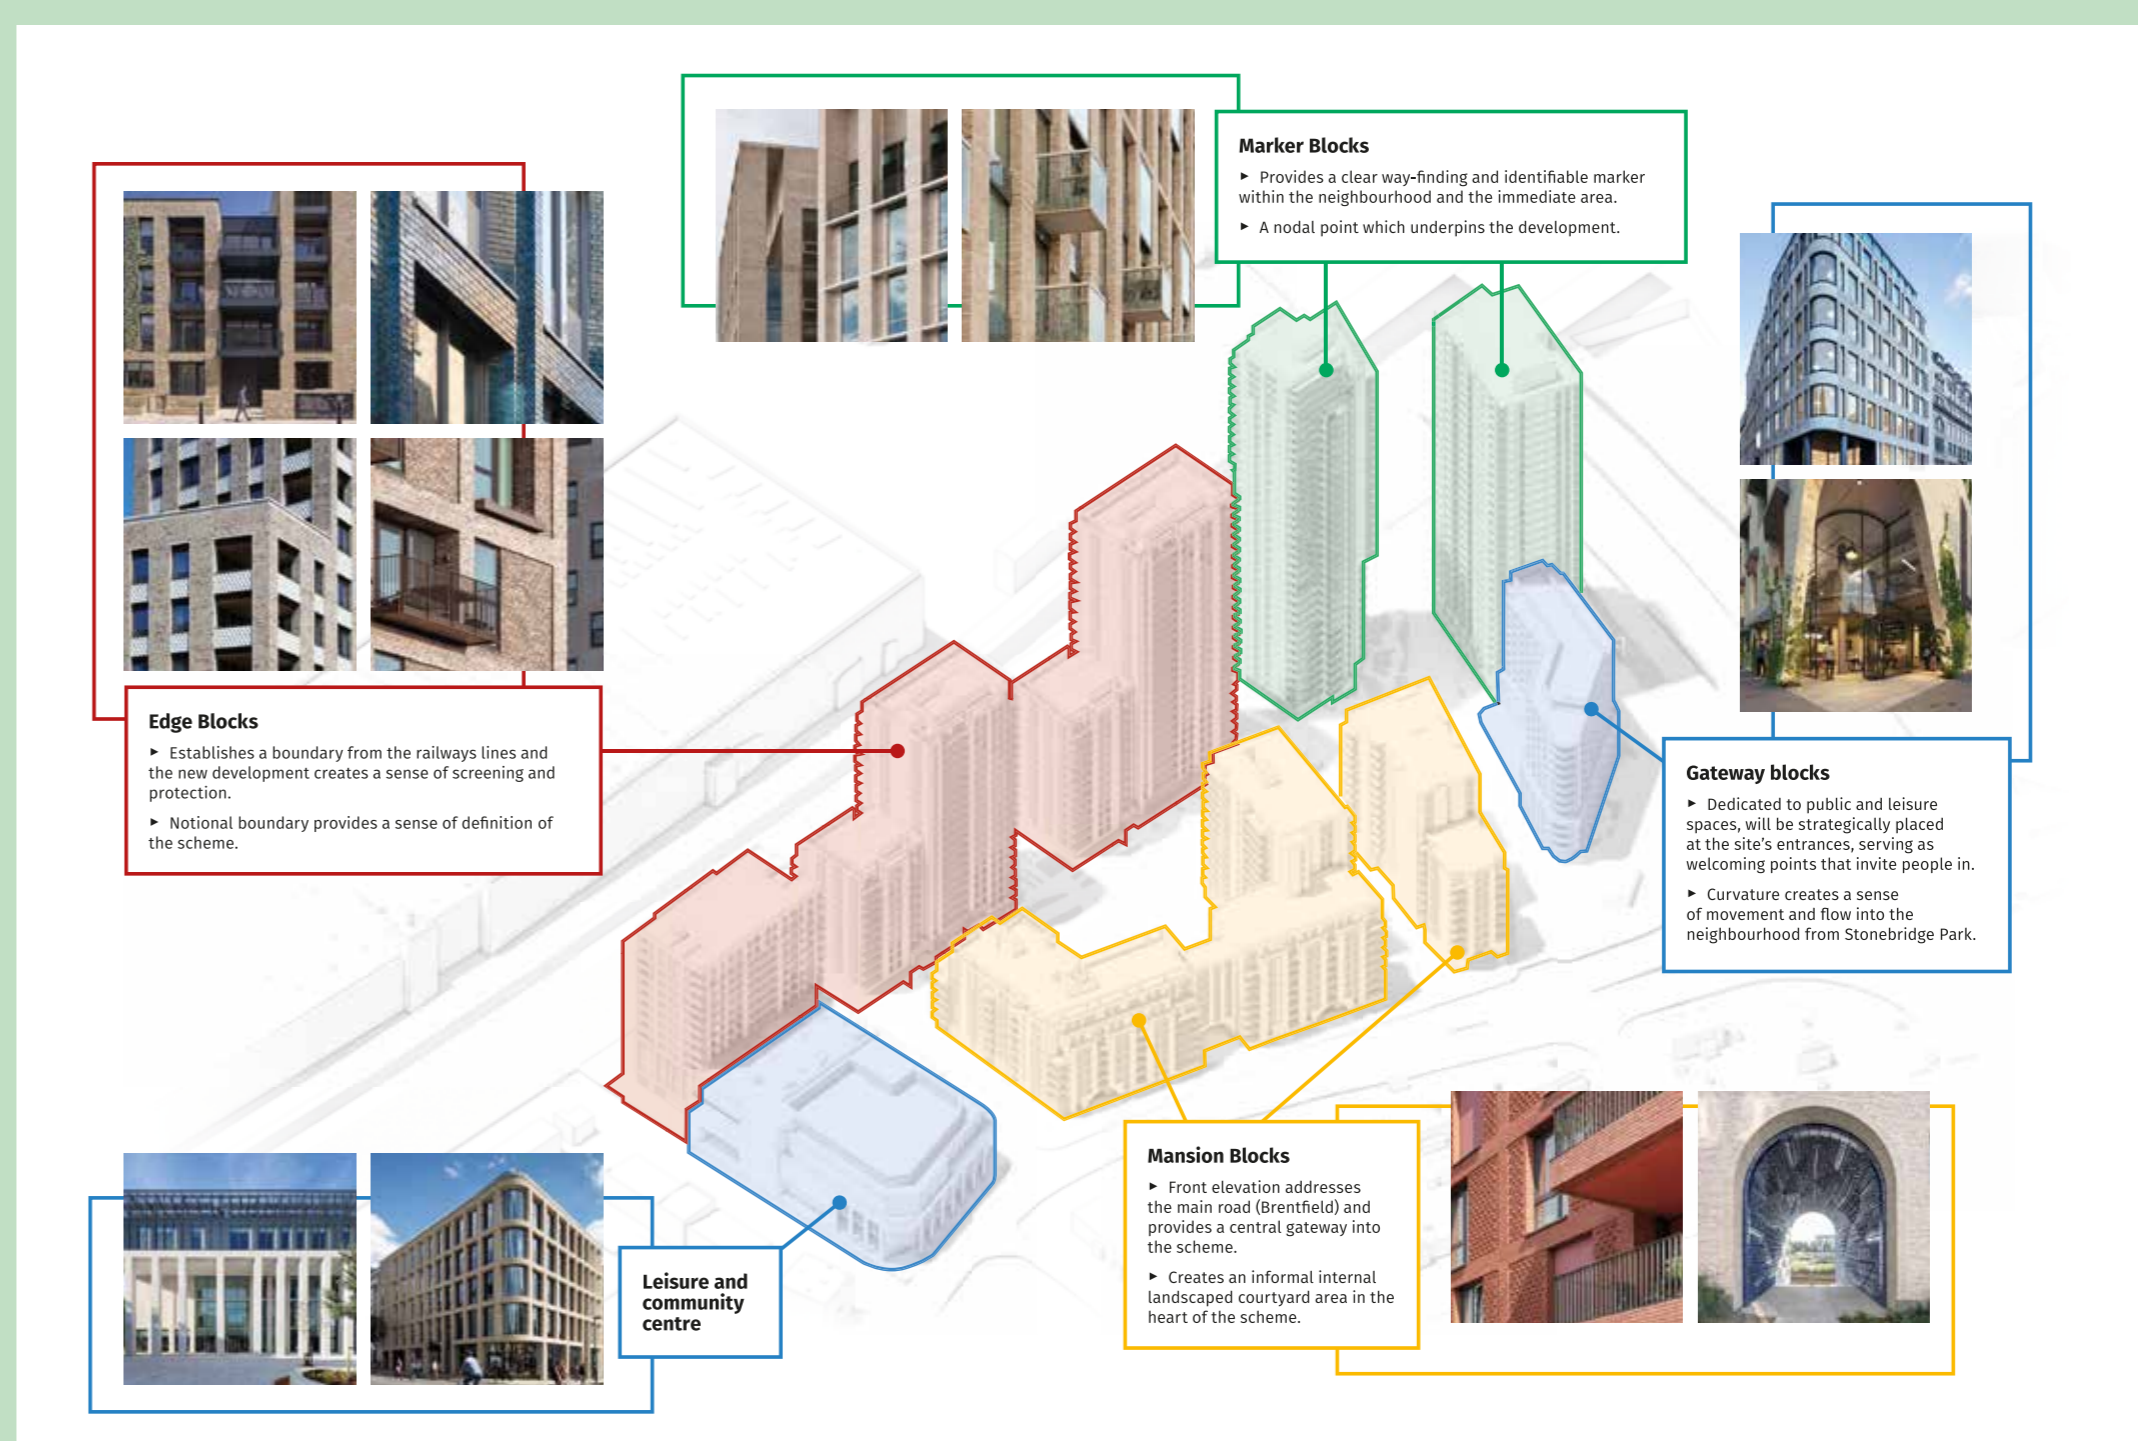 Marker Blocks
► Provides a clear way-finding and identifiable marker
within the neighbourhood and the immediate area.
► A nodal point which underpins the development.
Edge Blocks
► Establishes a boundary from the railways lines and
the new development creates a sense of screening and
protection.
► Notional boundary provides a sense of definition of
the scheme.
Gateway blocks
► Dedicated to public and leisure
spaces, will be strategically placed
at the site's entrances, serving as
welcoming points that invite people in.
► Curvature creates a sense
of movement and flow into the
neighbourhood from Stonebridge Park.
Mansion Blocks
► Front elevation addresses
the main road (Brentfield) and
provides a central gateway into
the scheme.
► Creates an informal internal
landscaped courtyard area in the
heart of the scheme.
Leisure and
community
centre